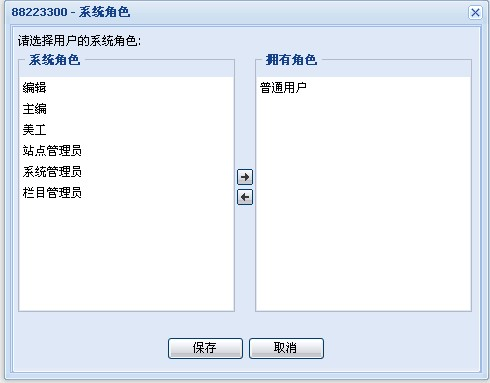 88223300 - 系统角色
请选择用户的系统角色:
系统角色
编辑
主编
美工
站点管理员
系统管理员
栏目管理员
拥有角色
普通用户
保存 取消